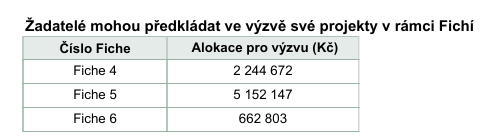 Žadatelé mohou předkládat ve výzvě své projekty v rámci Fichí
Číslo Fiche Alokace pro výzvu (Kč)
Fiche 4 2 244 672
Fiche 5 5 152 147
Fiche 6 662 803